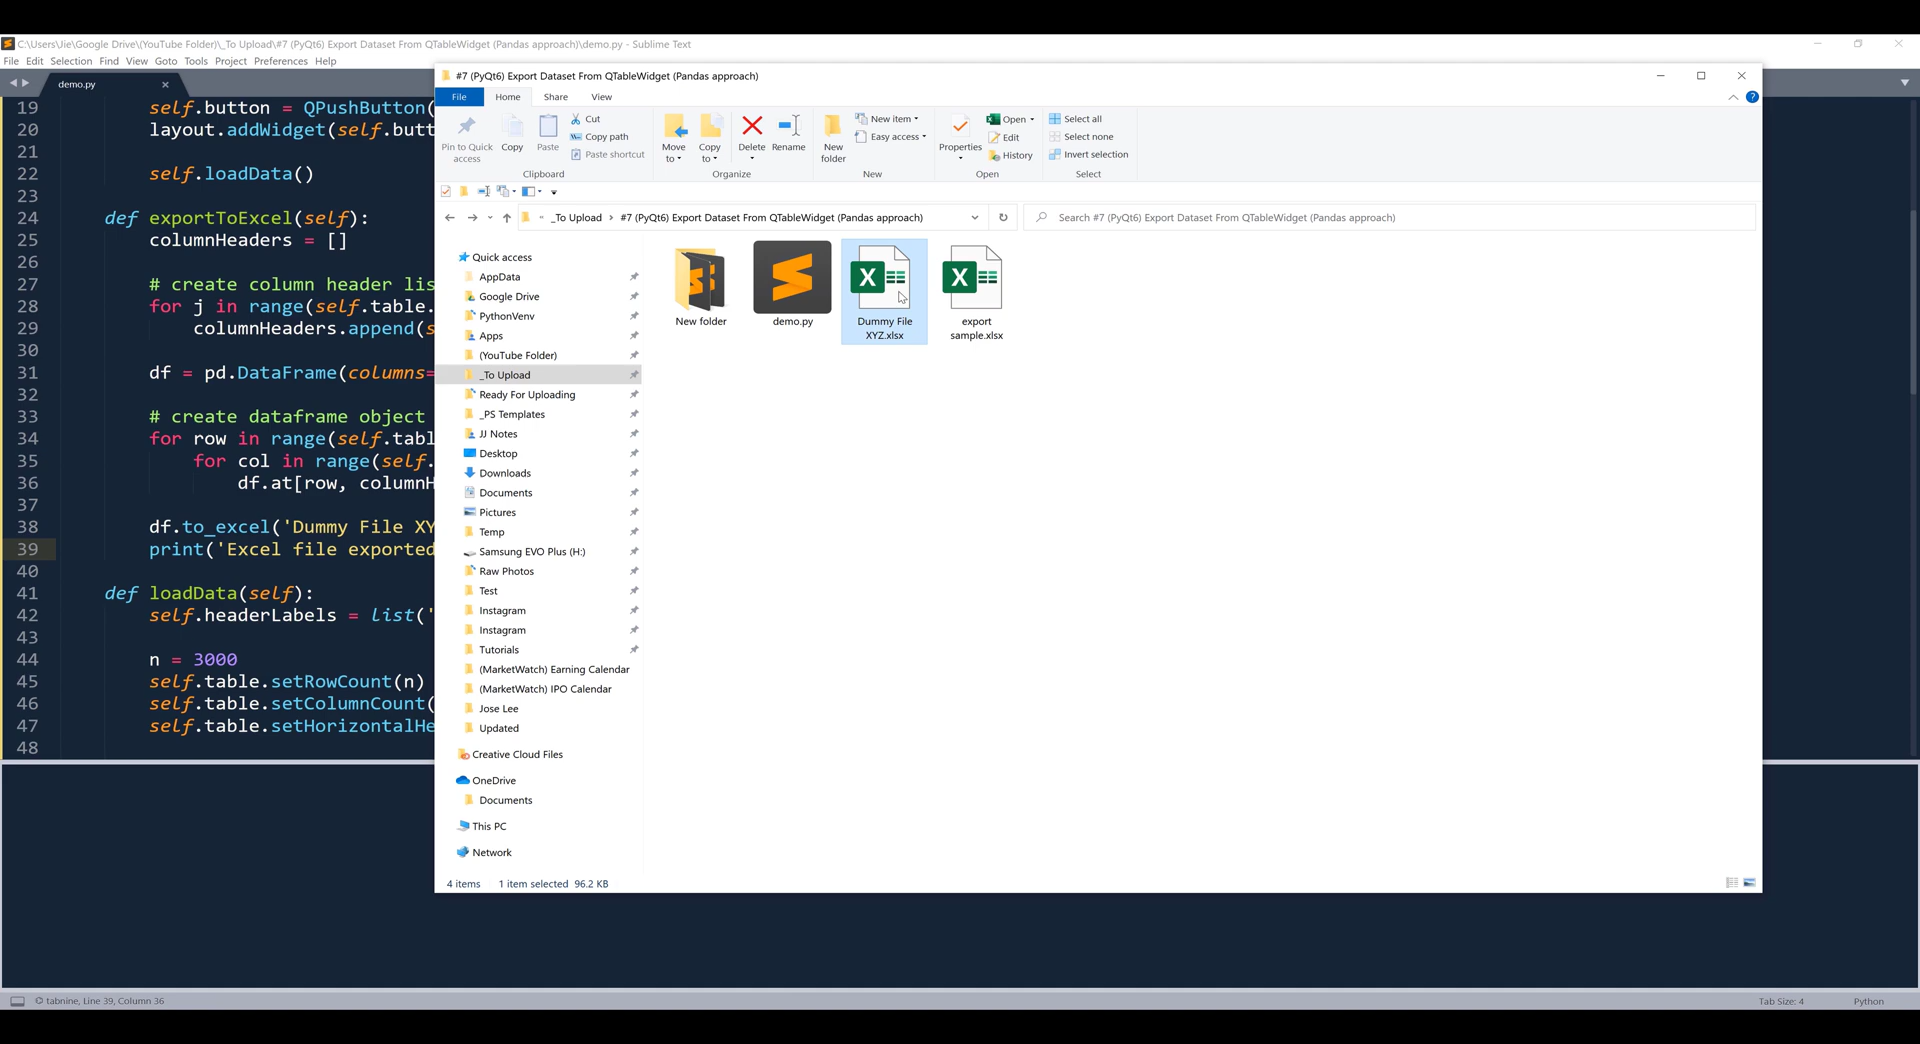 C:\Users\Jie\Google Drive\(YouTube Folder)\_To Upload\#7 (PyQt6) Export Dataset From QTableWidget (Pandas approach)\demo.py - Sublime Text
File Edit Selection Find View Goto Tools Project Preferences Help
demo.py
19 self.button = QPushButton(
20 layout.addWidget(self.butt
21
22 self.loadData()
23
24 def exportToExcel(self):
25 columnHeaders = []
26
27 # create column header lis
28 for j in range(self.table.
29 columnHeaders.append(s
30
31 df = pd.DataFrame(columns=
32
33 # create dataframe object
34 for row in range(self.tabl
35 for col in range(self.
36 df.at[row, columnH
37
38 df.to_excel('Dummy File XY
39 print('Excel file exported
40
41 def loadData(self):
42 self.headerLabels = list('
43
44 n = 3000
45 self.table.setRowCount(n)
46 self.table.setColumnCount(
47 self.table.setHorizontalHe
48
tabnine, Line 39, Column 36
Tab Size: 4
Python
#7 (PyQt6) Export Dataset From QTableWidget (Pandas approach)
File Home Share View
Pin to Quick access
Copy
Paste
Cut
Copy path
Paste shortcut
Clipboard
Move to
Copy to
Delete
Rename
Organize
New folder
New item
Easy access
New
Properties
Open
Edit
History
Open
Select all
Select none
Invert selection
Select
_To Upload > #7 (PyQt6) Export Dataset From QTableWidget (Pandas approach)
Search #7 (PyQt6) Export Dataset From QTableWidget (Pandas approach)
Quick access
AppData
Google Drive
PythonVenv
Apps
(YouTube Folder)
_To Upload
Ready For Uploading
_PS Templates
JJ Notes
Desktop
Downloads
Documents
Pictures
Temp
Samsung EVO Plus (H:)
Raw Photos
Test
Instagram
Instagram
Tutorials
(MarketWatch) Earning Calendar
(MarketWatch) IPO Calendar
Jose Lee
Updated
Creative Cloud Files
OneDrive
Documents
This PC
Network
New folder
demo.py
Dummy File
XYZ.xlsx
export
sample.xlsx
4 items 1 item selected 96.2 KB